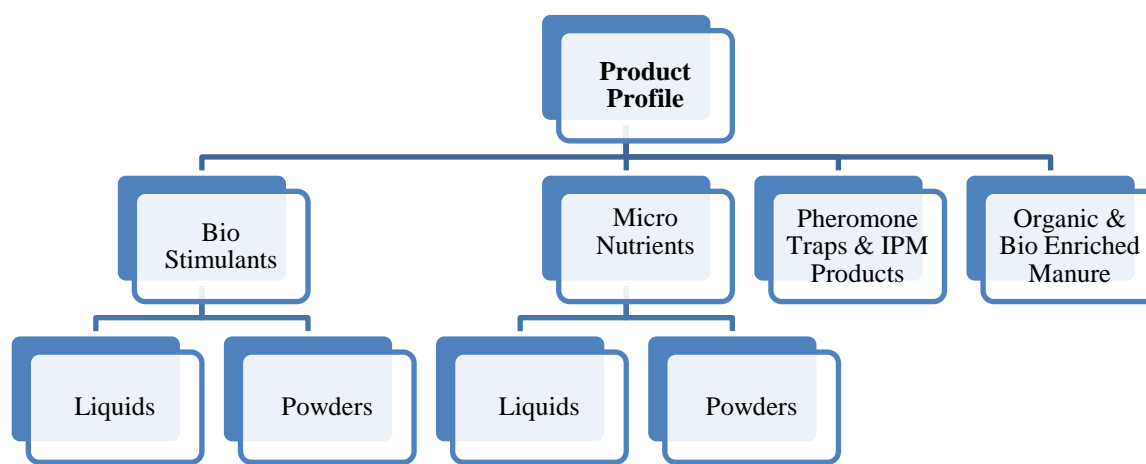 Product
Profile
Bio
Stimulants
Micro
Nutrients
Pheromone
Traps & IPM
Products
Organic &
Bio Enriched
Manure
Liquids
Powders
Liquids
Powders